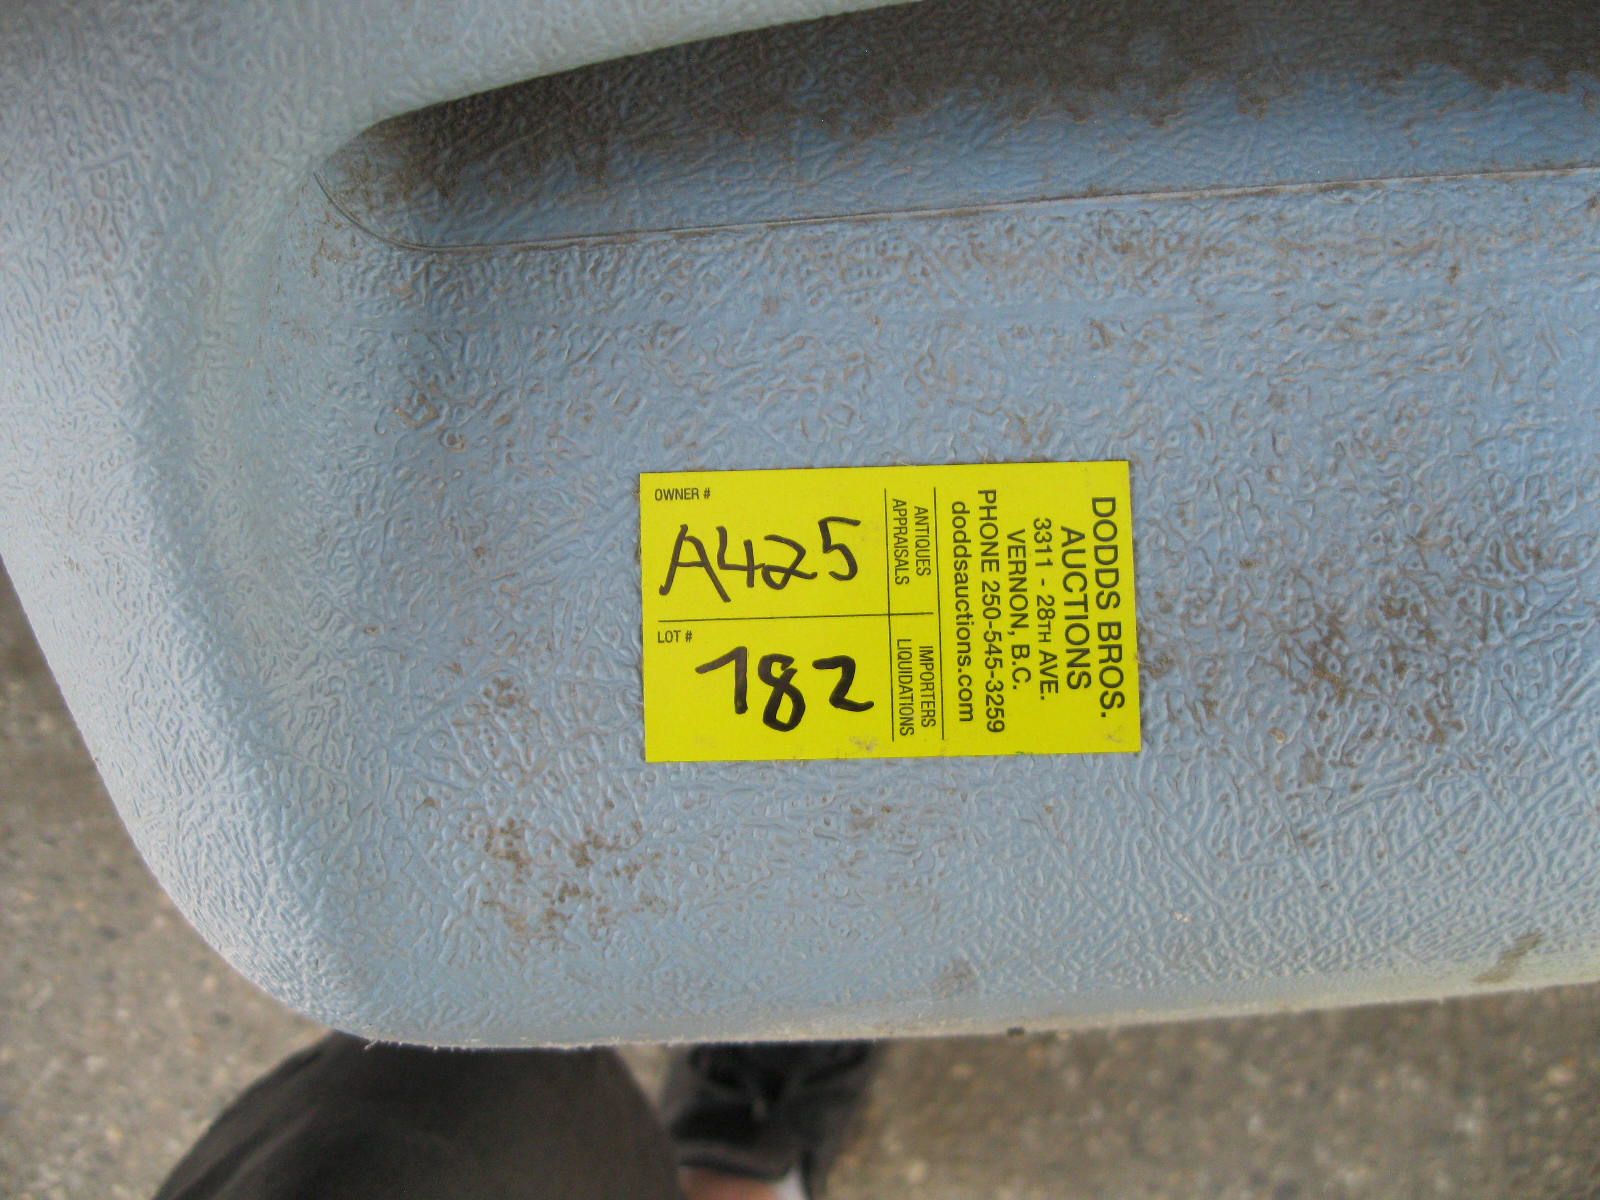 DODDS BROS.
AUCTIONS
3311 - 28TH AVE.
VERNON, B.C.
PHONE 250-545-3259
doddsauctions.com
ANTIQUES
APPRAISALS
IMPORTERS
LIQUIDATIONS
OWNER #
A425
LOT #
782